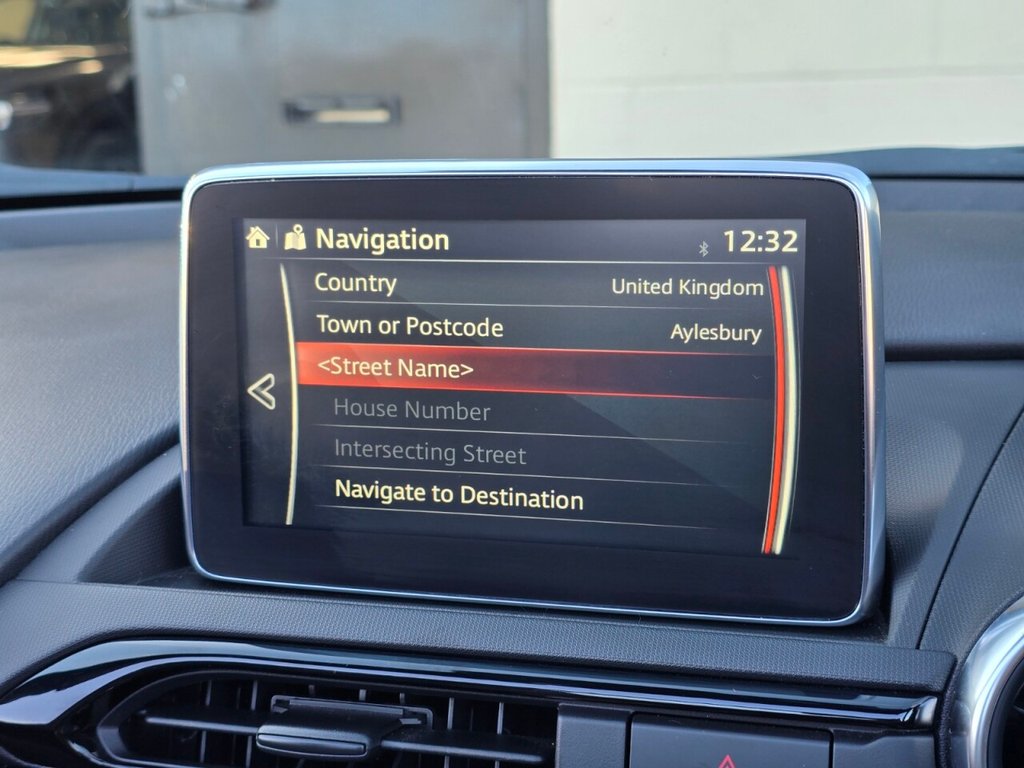 Navigation 12:32
Country United Kingdom
Town or Postcode Aylesbury
<Street Name>
House Number
Intersecting Street
Navigate to Destination